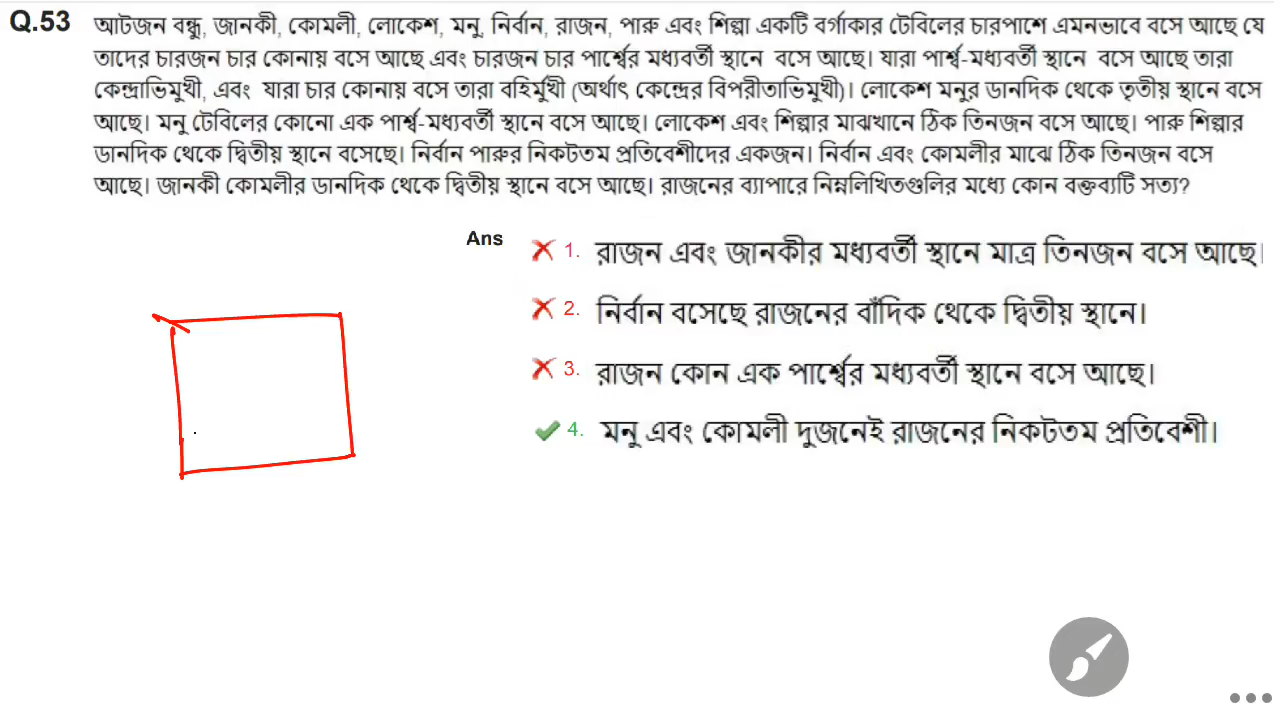 Q.53 আটজন বন্ধু, জানকী, কোমলী, লোকেশ, মনু, নির্বান, রাজন, পারু এবং শিল্পা একটি বর্গাকার টেবিলের চারপাশে এমনভাবে বসে আছে যে
তাদের চারজন চার কোনায় বসে আছে এবং চারজন চার পার্শ্বের মধ্যবর্তী স্থানে বসে আছে। যারা পার্শ্ব-মধ্যবর্তী স্থানে বসে আছে তারা
কেন্দ্রাভিমুখী, এবং যারা চার কোনায় বসে তারা বহির্মুখী (অর্থাৎ কেন্দ্রের বিপরীতাভিমুখী)। লোকেশ মনুর ডানদিক থেকে তৃতীয় স্থানে বসে
আছে। মনু টেবিলের কোনো এক পার্শ্ব-মধ্যবর্তী স্থানে বসে আছে। লোকেশ এবং শিল্পার মাঝখানে ঠিক তিনজন বসে আছে। পারু শিল্পার
ডানদিক থেকে দ্বিতীয় স্থানে বসেছে। নির্বান পারুর নিকটতম প্রতিবেশীদের একজন। নির্বান এবং কোমলীর মাঝে ঠিক তিনজন বসে
আছে। জানকী কোমলীর ডানদিক থেকে দ্বিতীয় স্থানে বসে আছে। রাজনের ব্যাপারে নিম্নলিখিতগুলির মধ্যে কোন বক্তব্যটি সত্য?
Ans 1. রাজন এবং জানকীর মধ্যবর্তী স্থানে মাত্র তিনজন বসে আছে।
2. নির্বান বসেছে রাজনের বাঁদিক থেকে দ্বিতীয় স্থানে।
3. রাজন কোন এক পার্শ্বের মধ্যবর্তী স্থানে বসে আছে।
4. মনু এবং কোমলী দুজনেই রাজনের নিকটতম প্রতিবেশী।